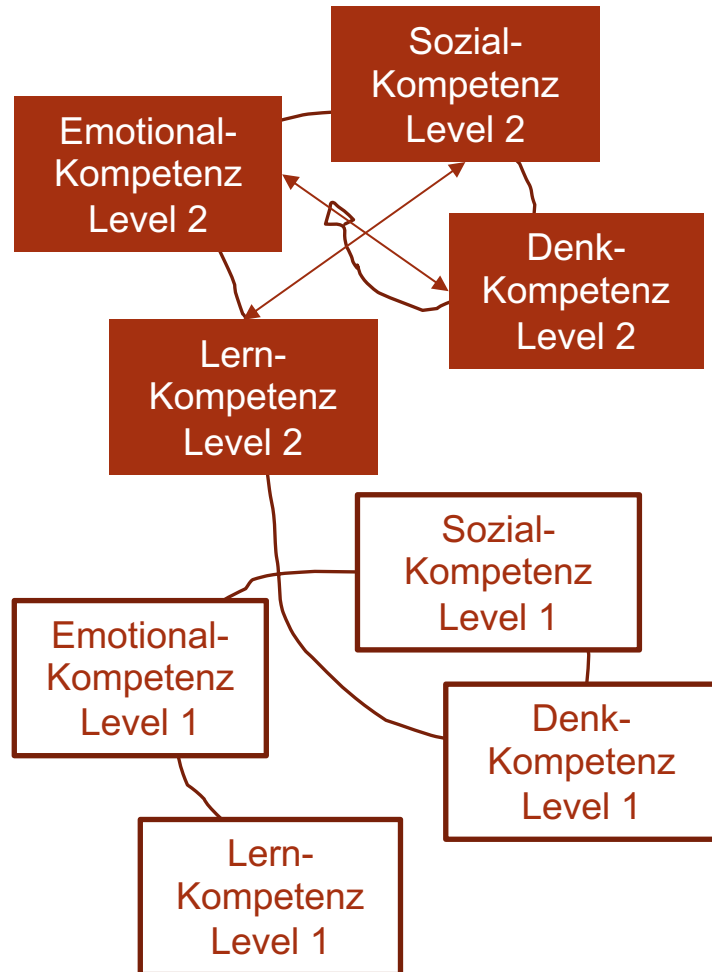 Sozial-
Kompetenz
Level 2
Emotional-
Kompetenz
Level 2
Denk-
Kompetenz
Level 2
Lern-
Kompetenz
Level 2
Sozial-
Kompetenz
Level 1
Emotional-
Kompetenz
Level 1
Denk-
Kompetenz
Level 1
Lern-
Kompetenz
Level 1